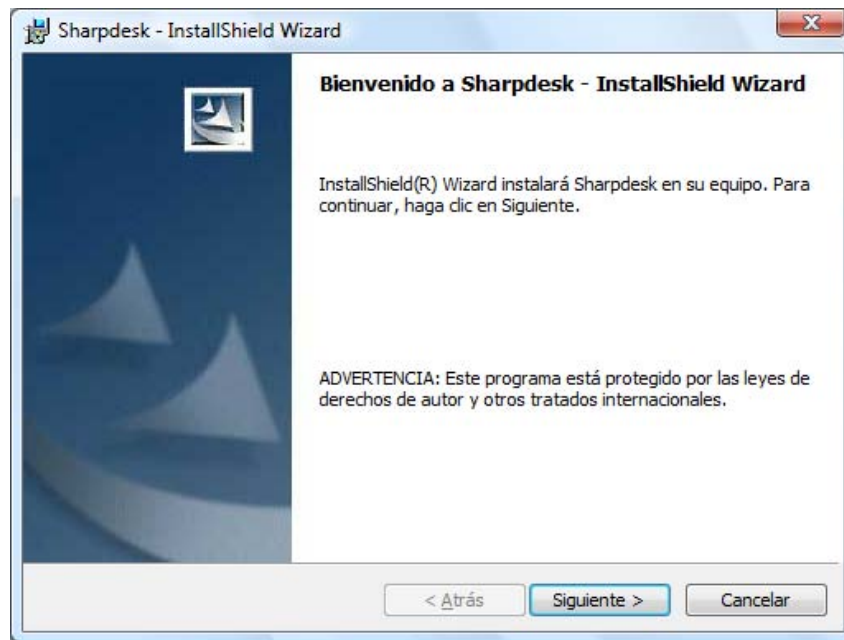 Sharpdesk - InstallShield Wizard
Bienvenido a Sharpdesk - InstallShield Wizard
InstallShield(R) Wizard instalará Sharpdesk en su equipo. Para
continuar, haga clic en Siguiente.
ADVERTENCIA: Este programa está protegido por las leyes de
derechos de autor y otros tratados internacionales.
< Atrás
Siguiente >
Cancelar